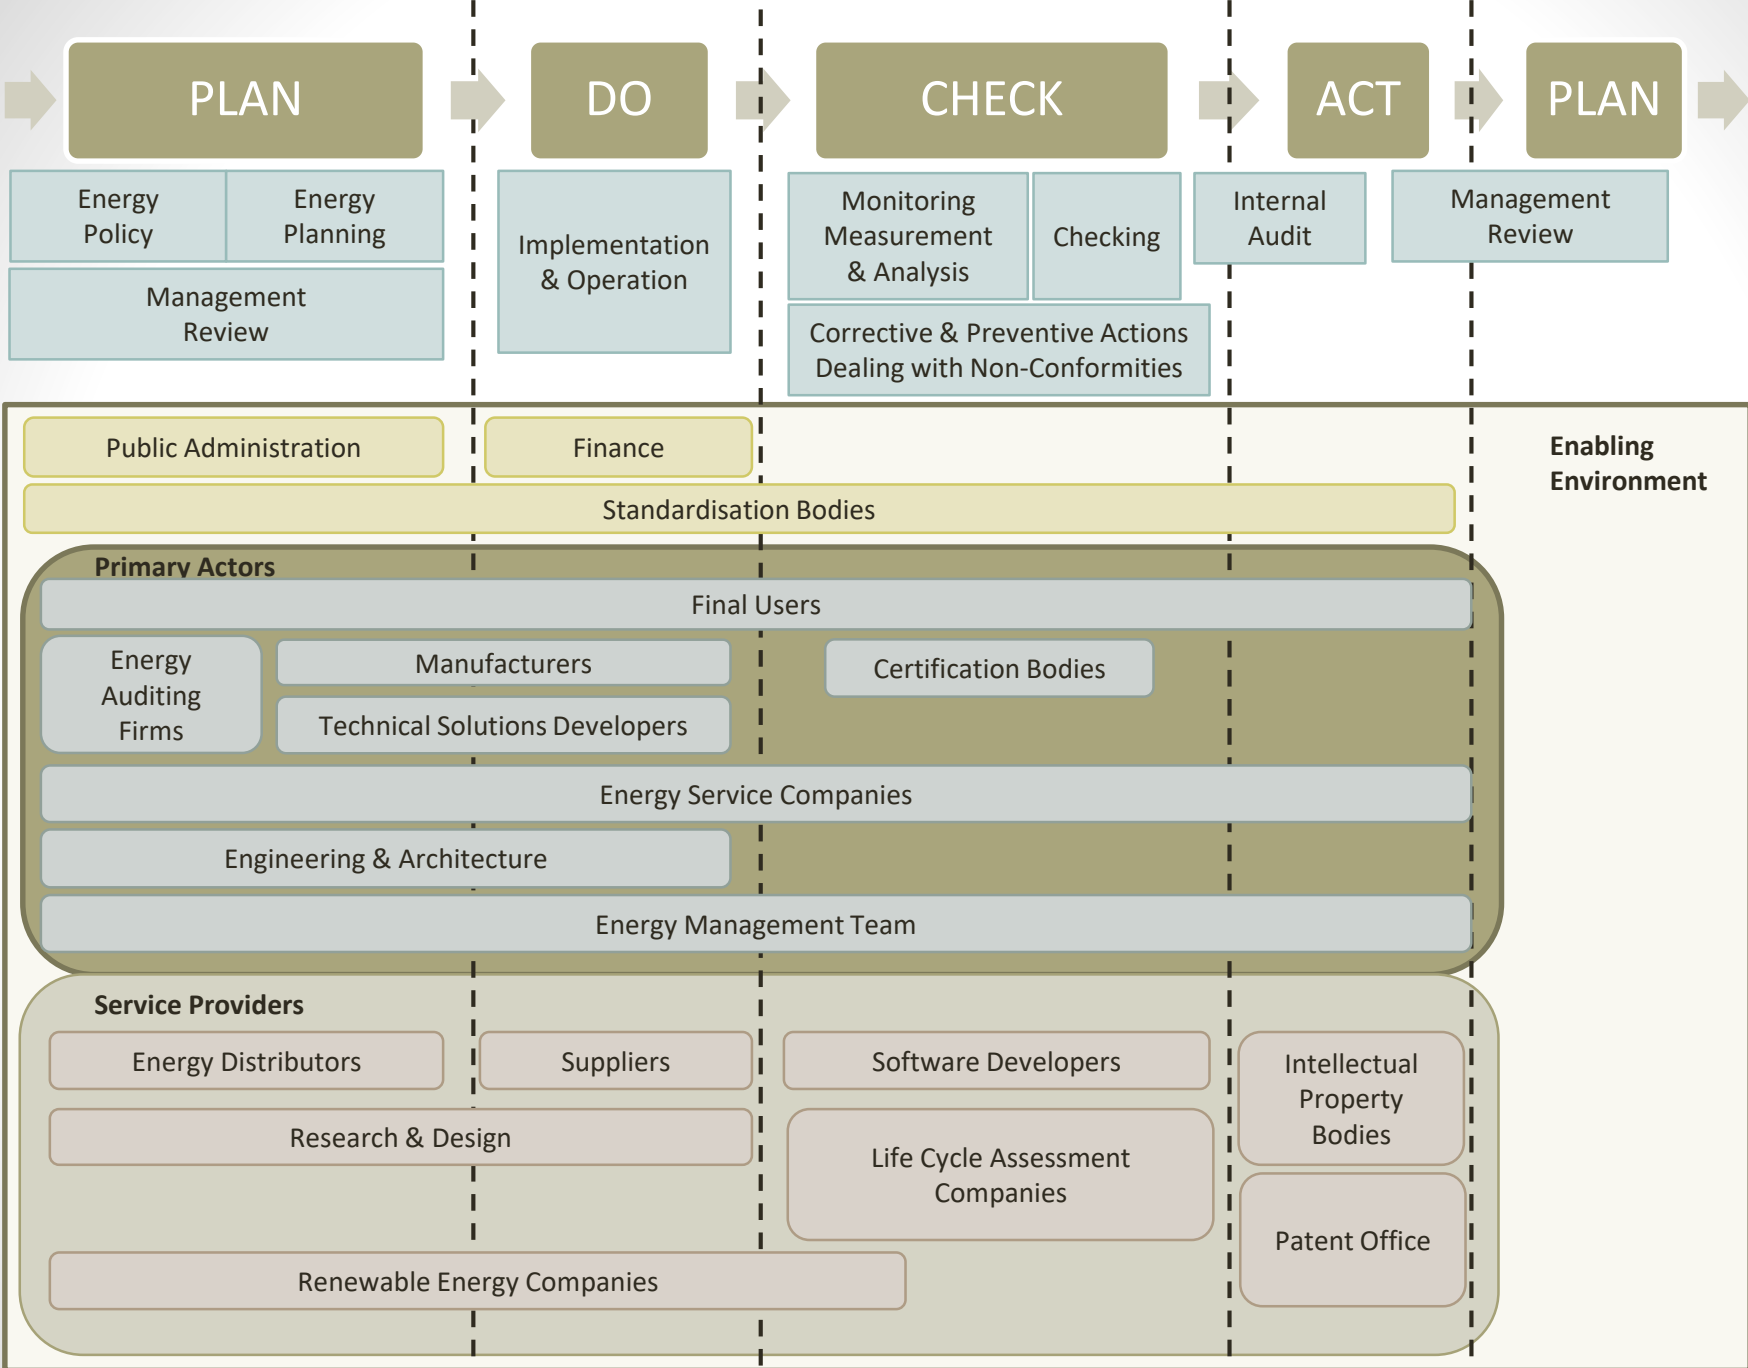 PLAN
DO
CHECK
ACT
PLAN
Energy
Policy
Energy
Planning
Management
Review
Implementation
& Operation
Monitoring
Measurement
& Analysis
Checking
Corrective & Preventive Actions
Dealing with Non-Conformities
Internal
Audit
Management
Review
Public Administration
Finance
Enabling
Environment
Standardisation Bodies
Primary Actors
Final Users
Energy
Auditing
Firms
Manufacturers
Technical Solutions Developers
Certification Bodies
Energy Service Companies
Engineering & Architecture
Energy Management Team
Service Providers
Energy Distributors
Suppliers
Software Developers
Intellectual
Property
Bodies
Research & Design
Life Cycle Assessment
Companies
Patent Office
Renewable Energy Companies